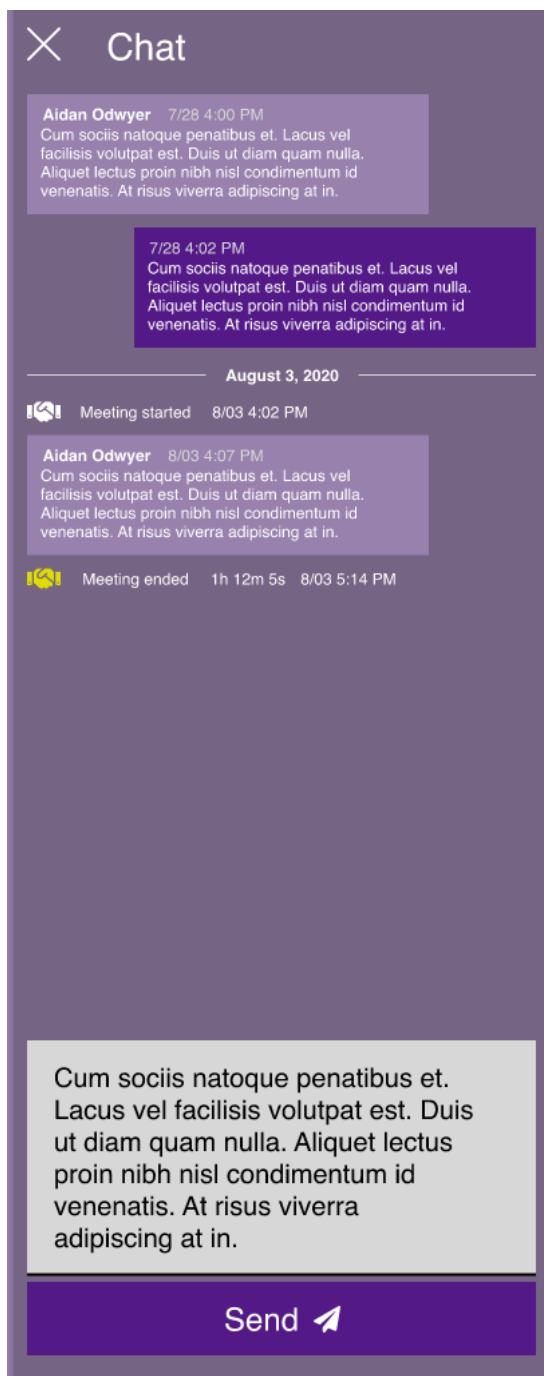 Chat
Aidan Odwyer 7/28 4:00 PM
Cum sociis natoque penatibus et. Lacus vel
facilisis volutpat est. Duis ut diam quam nulla.
Aliquet lectus proin nibh nisl condimentum id
venenatis. At risus viverra adipiscing at in.
7/28 4:02 PM
Cum sociis natoque penatibus et. Lacus vel
facilisis volutpat est. Duis ut diam quam nulla.
Aliquet lectus proin nibh nisl condimentum id
venenatis. At risus viverra adipiscing at in.
August 3, 2020
Meeting started 8/03 4:02 PM
Aidan Odwyer 8/03 4:07 PM
Cum sociis natoque penatibus et. Lacus vel
facilisis volutpat est. Duis ut diam quam nulla.
Aliquet lectus proin nibh nisl condimentum id
venenatis. At risus viverra adipiscing at in.
Meeting ended 1h 12m 5s 8/03 5:14 PM
Cum sociis natoque penatibus et.
Lacus vel facilisis volutpat est. Duis
ut diam quam nulla. Aliquet lectus
proin nibh nisl condimentum id
venenatis. At risus viverra
adipiscing at in.
Send